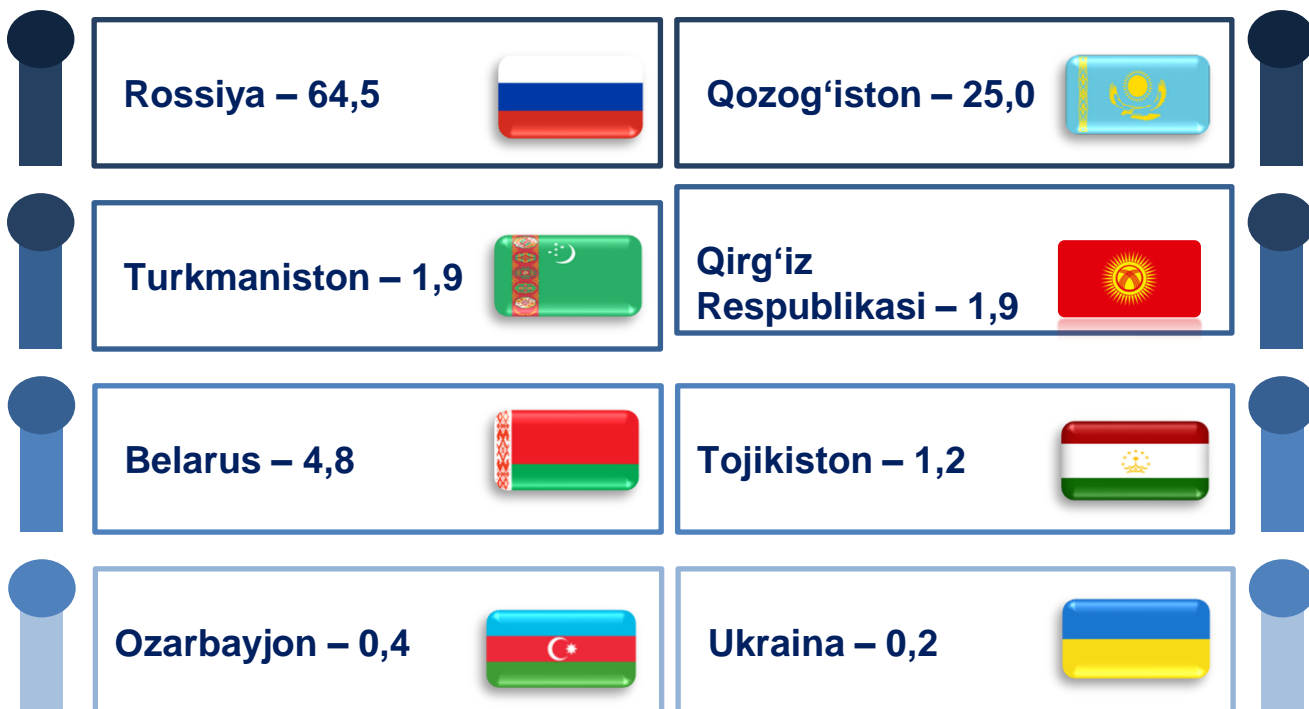 Rossiya – 64,5
Qozog‘iston – 25,0
Turkmaniston – 1,9
Qirg‘iz
Respublikasi – 1,9
Belarus – 4,8
Tojikiston – 1,2
Ozarbayjon – 0,4
Ukraina – 0,2